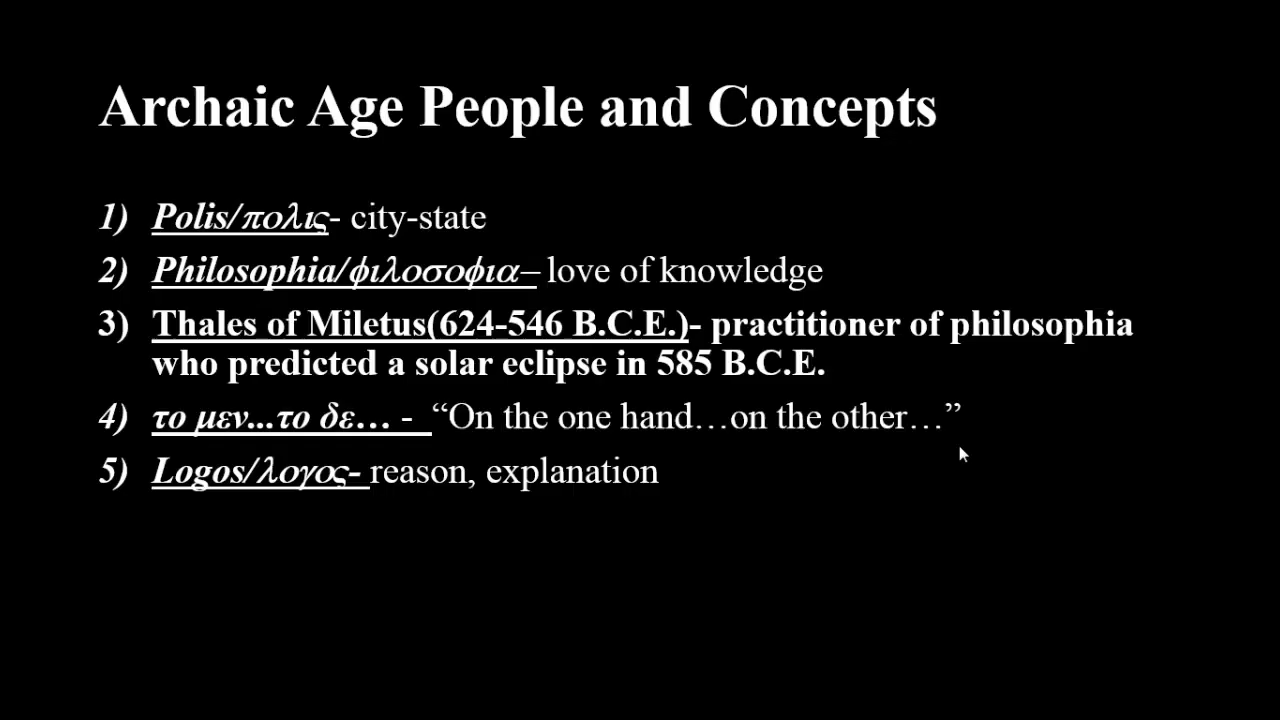 Archaic Age People and Concepts
1) Polis/πολις- city-state
2) Philosophia/φιλοσοφια– love of knowledge
3) Thales of Miletus(624-546 B.C.E.)- practitioner of philosophia
who predicted a solar eclipse in 585 B.C.E.
4) το μεν...το δε… - “On the one hand…on the other…”
5) Logos/λογος- reason, explanation